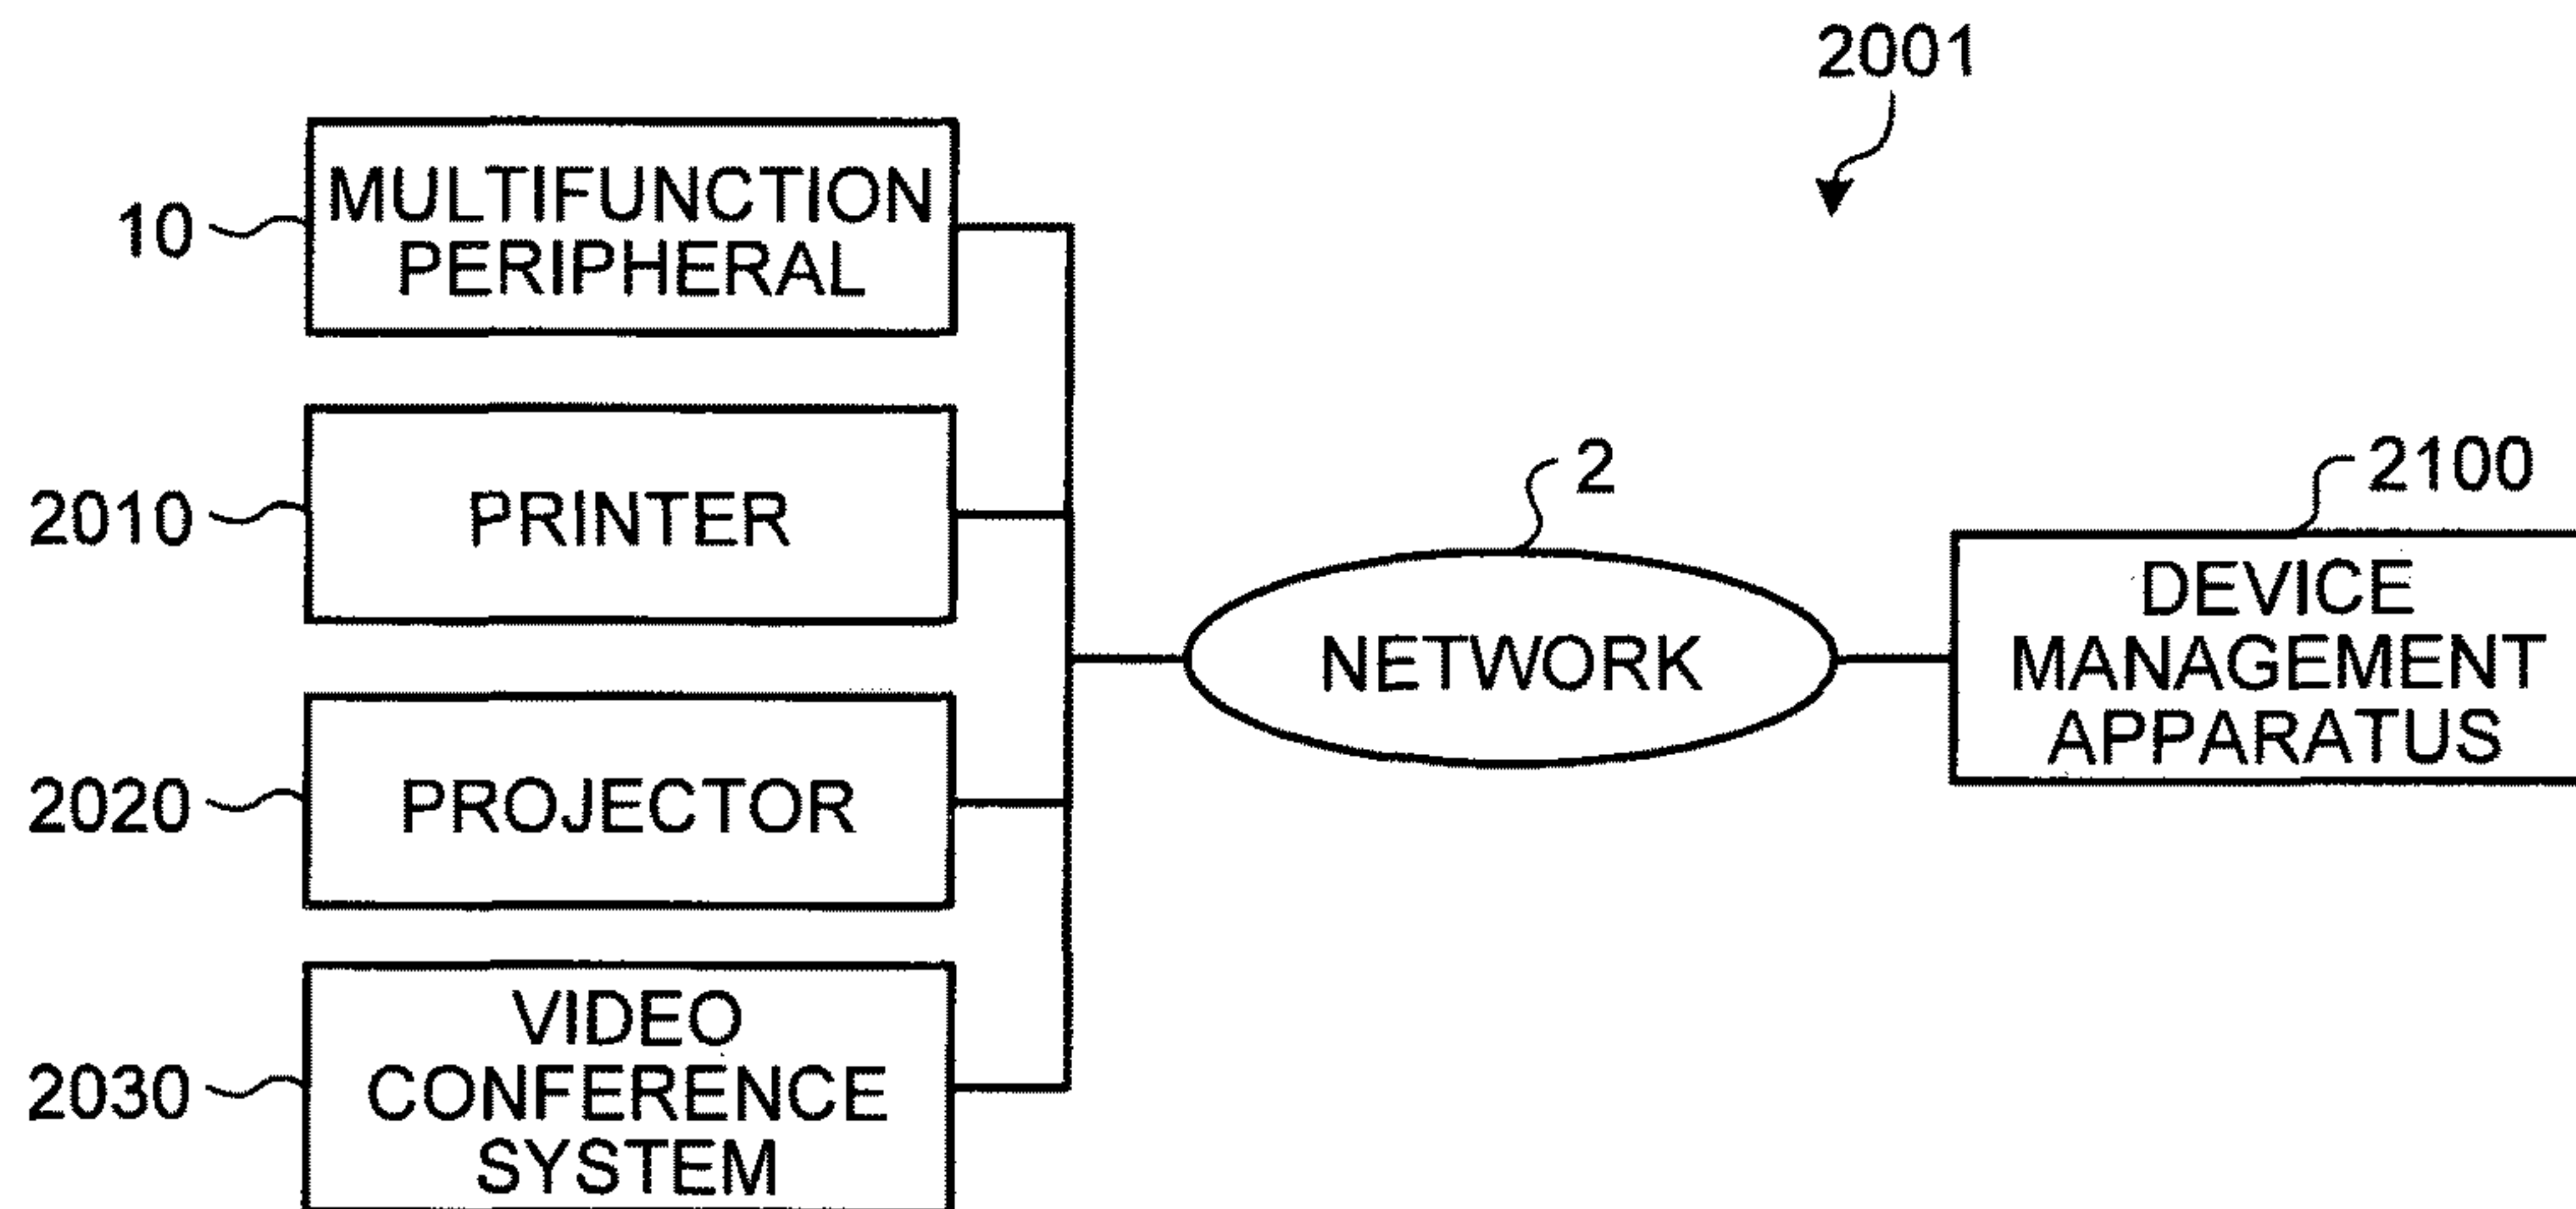 2001
MULTIFUNCTION
PERIPHERAL
10
PRINTER
2010
PROJECTOR
2020
VIDEO
CONFERENCE
SYSTEM
2030
2
NETWORK
2100
DEVICE
MANAGEMENT
APPARATUS